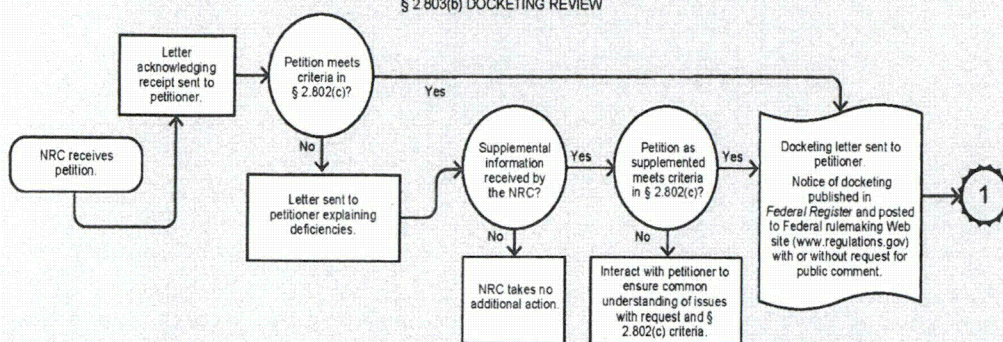 § 2.803(b) DOCKETING REVIEW
Letter
acknowledging
receipt sent to
petitioner.
Petition meets
criteria in
§ 2.802(c)?
Yes
No
NRC receives
petition.
Letter sent to
petitioner explaining
deficiencies.
Supplemental
information
received by
the NRC?
Yes
No
NRC takes no
additional action.
Petition as
supplemented
meets criteria
in § 2.802(c)?
Yes
No
Interact with petitioner to
ensure common
understanding of issues
with request and §
2.802(c) criteria.
Docketing letter sent to
petitioner.
Notice of docketing
published in
Federal Register and posted
to Federal rulemaking Web
site (www.regulations.gov)
with or without request for
public comment.
1